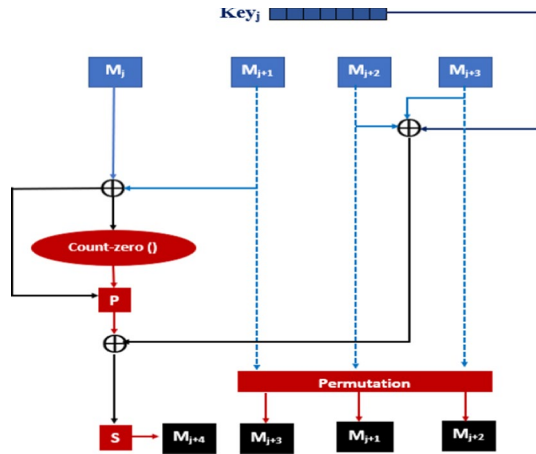 Keyj
Mj Mj+1 Mj+2 Mj+3
Count-zero ()
P
Permutation
S Mj+4 Mj+3 Mj+1 Mj+2